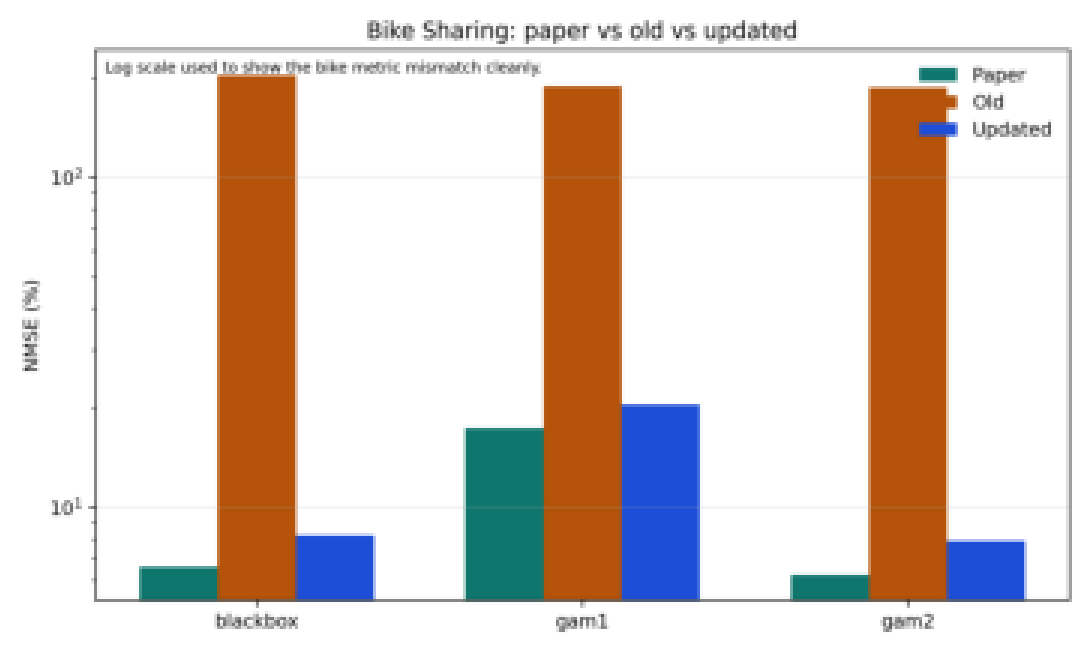 Bike Sharing: paper vs old vs updated
Log scale used to show the bike metric mismatch cleanly.
Paper
Old
Updated
10²
10¹
NMSE (%)
blackbox gam1 gam2